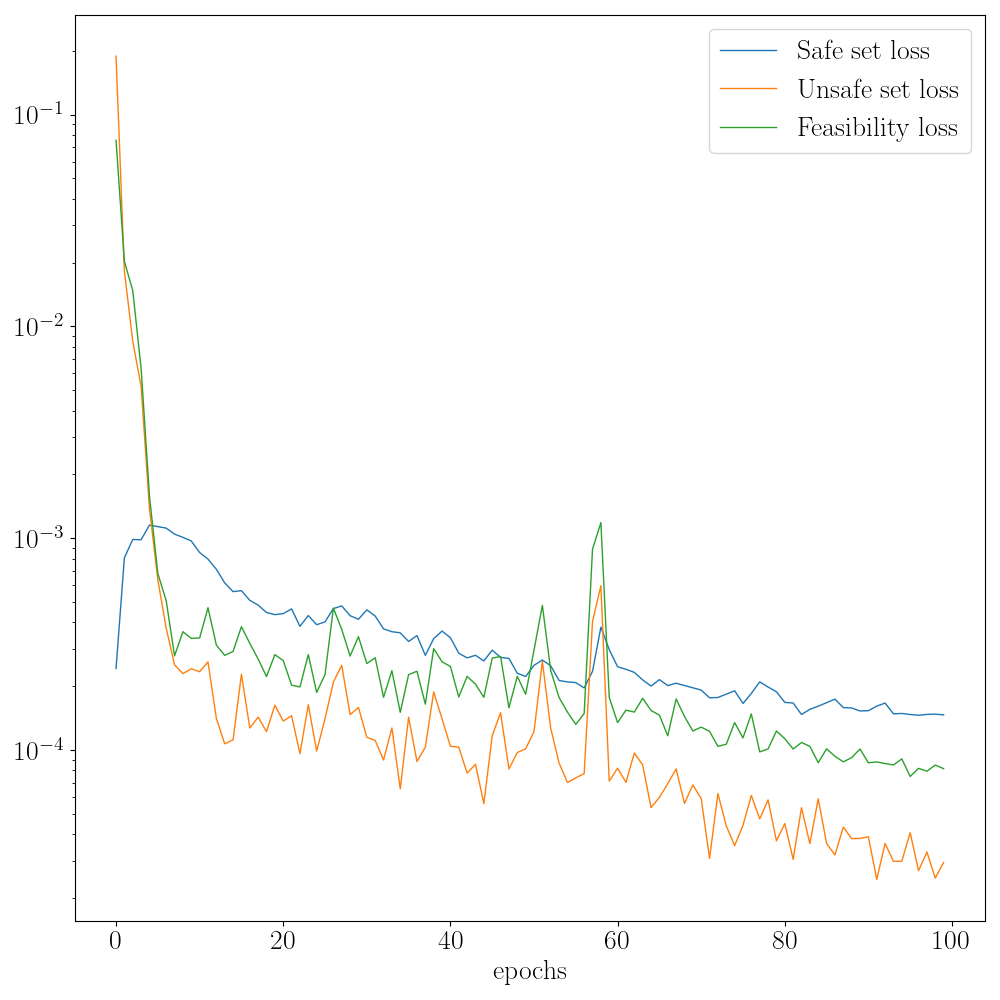 Safe set loss
Unsafe set loss
Feasibility loss
10⁻¹
10⁻²
10⁻³
10⁻⁴
0 20 40 60 80 100
epochs